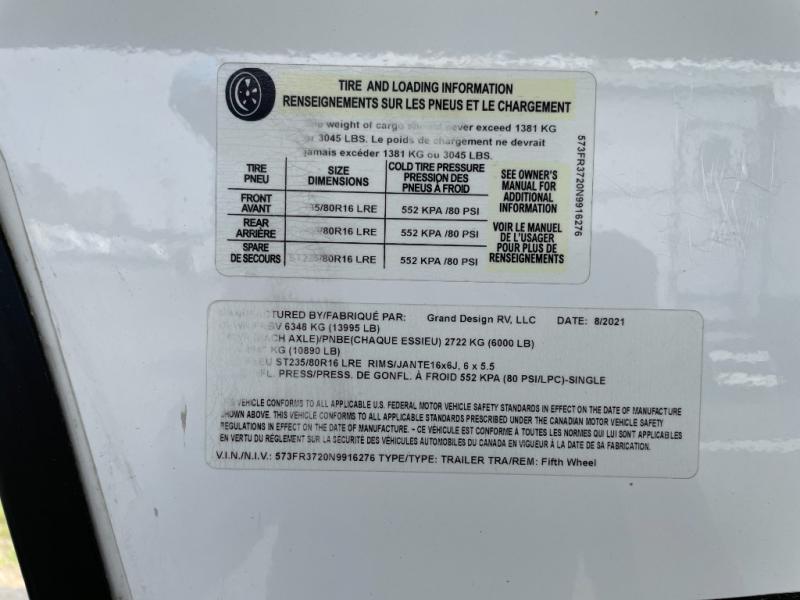 TIRE AND LOADING INFORMATION
RENSEIGNEMENTS SUR LES PNEUS ET LE CHARGEMENT
weight of cargo should never exceed 1381 KG
or 3045 LBS. Le poids de chargement ne devrait
jamais excéder 1381 KG ou 3045 LBS.
TIRE PNEU
SIZE DIMENSIONS
COLD TIRE PRESSURE
PRESSION DES
PNEUS À FROID
FRONT AVANT
35/80R16 LRE
552 KPA /80 PSI
REAR ARRIÈRE
/80R16 LRE
552 KPA /80 PSI
SPARE DE SECOURS
ST235/80R16 LRE
552 KPA /80 PSI
SEE OWNER'S
MANUAL FOR
ADDITIONAL
INFORMATION
VOIR LE MANUEL
DE L'USAGER
POUR PLUS DE
RENSEIGNEMENTS
573FR3720N9916276
MANUFACTURED BY/FABRIQUÉ PAR: Grand Design RV, LLC DATE: 8/2021
6348 KG (13995 LB)
AXLE)/PNBE(CHAQUE ESSIEU) 2722 KG (6000 LB)
KG (10890 LB)
ST235/80R16 LRE RIMS/JANTE16x6J, 6 x 5.5
PRESS/PRESS. DE GONFL. À FROID 552 KPA (80 PSI/LPC)-SINGLE
VEHICLE CONFORMS TO ALL APPLICABLE U.S. FEDERAL MOTOR VEHICLE SAFETY STANDARDS IN EFFECT ON THE DATE OF MANUFACTURE
SHOWN ABOVE. THIS VEHICLE CONFORMS TO ALL APPLICABLE STANDARDS PRESCRIBED UNDER THE CANADIAN MOTOR VEHICLE SAFETY
REGULATIONS IN EFFECT ON THE DATE OF MANUFACTURE. - CE VÉHICULE EST CONFORME À TOUTES LES NORMES QUI LUI SONT APPLICABLES
EN VERTU DU RÈGLEMENT SUR LA SÉCURITÉ DES VÉHICULES AUTOMOBILES DU CANADA EN VIGUEUR À LA DATE DE SA FABRICATION.
V.I.N./N.I.V.: 573FR3720N9916276 TYPE/TYPE: TRAILER TRA/REM: Fifth Wheel